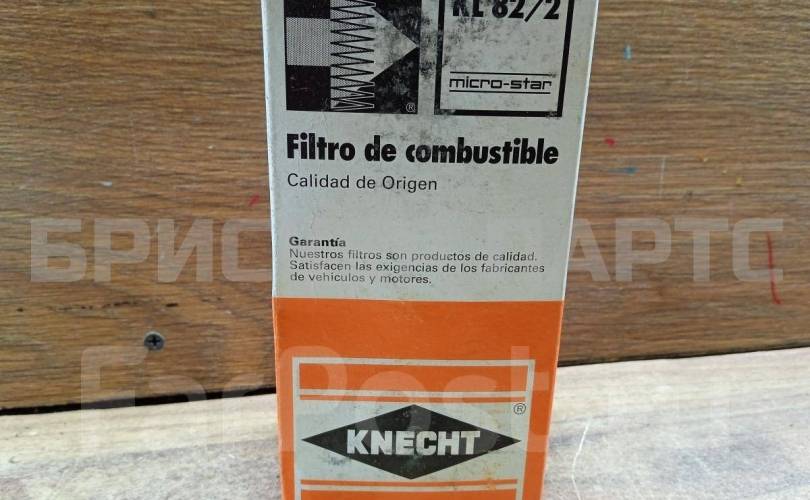 KL 82/2
micro-star
®
Filtro de combustible
Calidad de Origen
Garantía
Nuestros filtros son productos de calidad.
Satisfacen las exigencias de los fabricantes
de vehículos y motores.
®
KNECHT